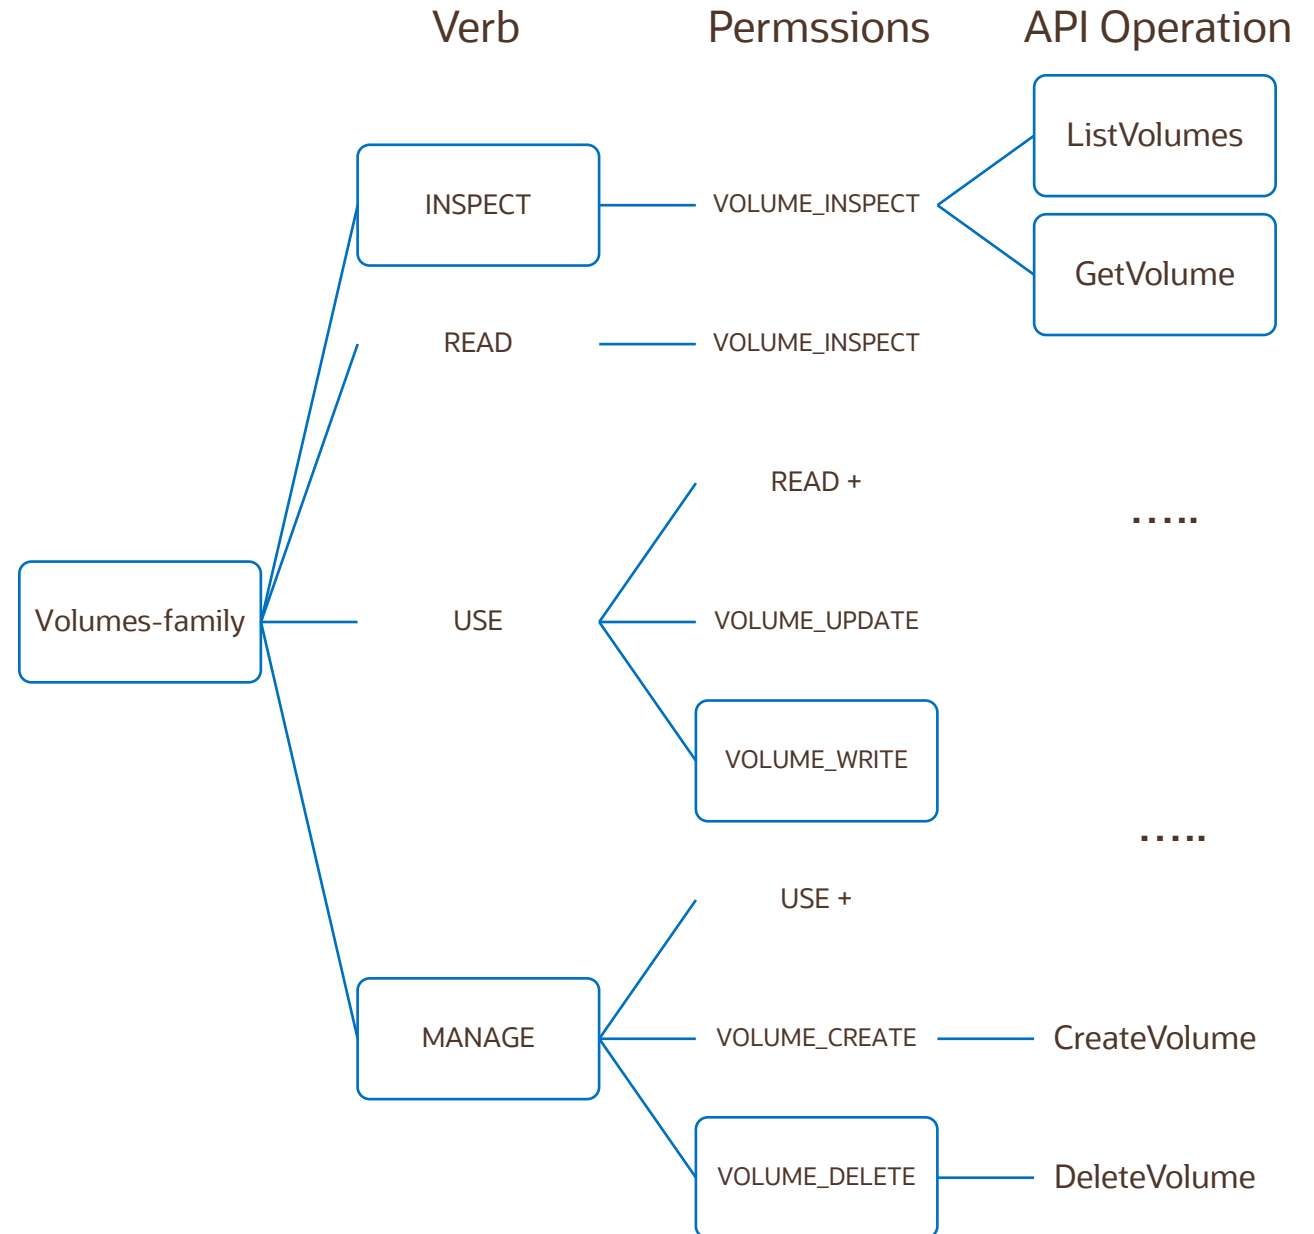 Verb Permssions API Operation
ListVolumes
INSPECT VOLUME_INSPECT
GetVolume
READ VOLUME_INSPECT
READ +
.....
Volumes-family USE VOLUME_UPDATE
VOLUME_WRITE
.....
USE +
MANAGE VOLUME_CREATE CreateVolume
VOLUME_DELETE DeleteVolume